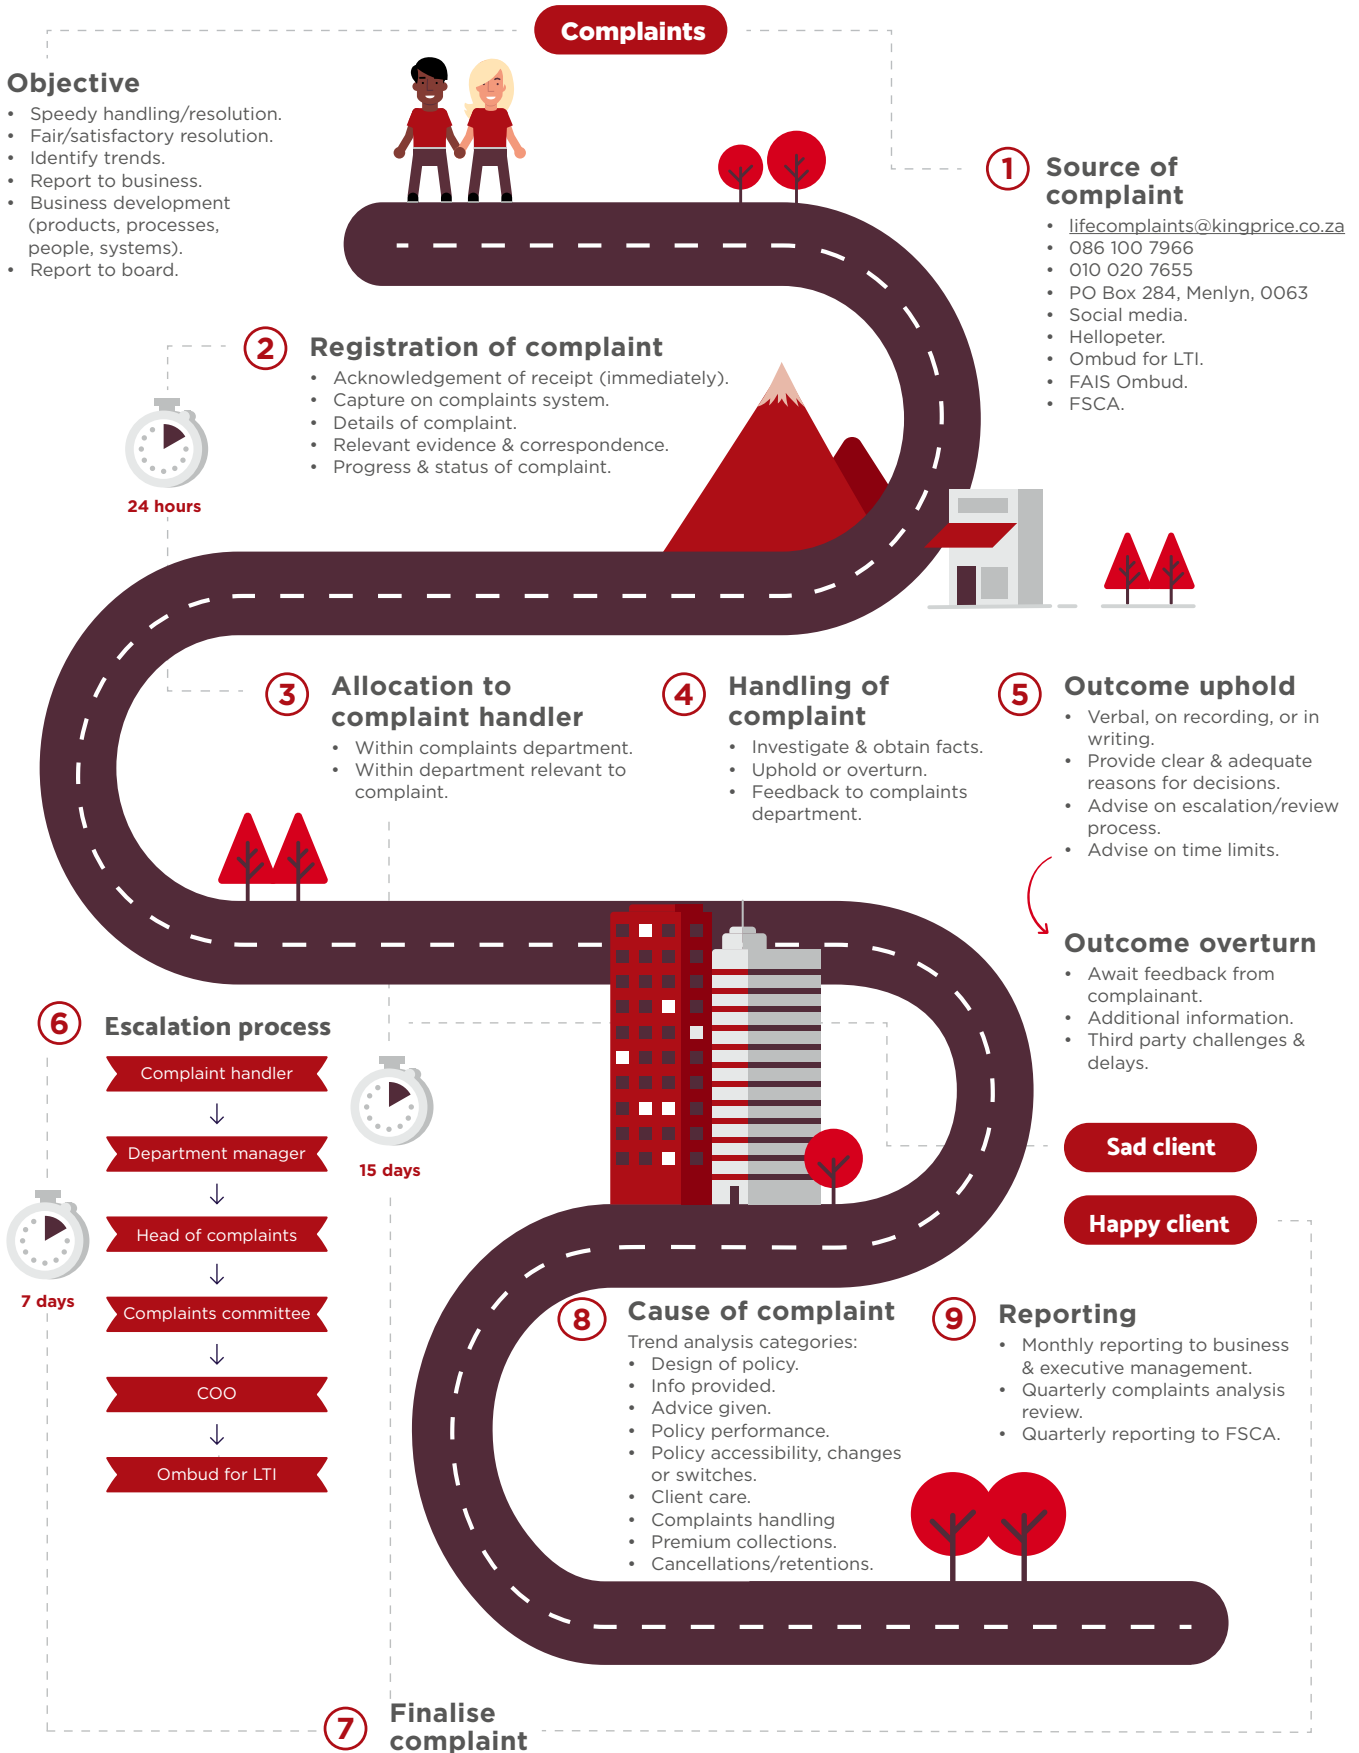 Complaints
Objective
• Speedy handling/resolution.
• Fair/satisfactory resolution.
• Identify trends.
• Report to business.
• Business development
(products, processes,
people, systems).
• Report to board.
1 Source of
complaint
• lifecomplaints@kingprice.co.za
• 086 100 7966
• 010 020 7655
• PO Box 284, Menlyn, 0063
• Social media.
• Hellopeter.
• Ombud for LTI.
• FAIS Ombud.
• FSCA.
2 Registration of complaint
• Acknowledgement of receipt (immediately).
• Capture on complaints system.
• Details of complaint.
• Relevant evidence & correspondence.
• Progress & status of complaint.
24 hours
3 Allocation to
complaint handler
• Within complaints department.
• Within department relevant to
complaint.
4 Handling of
complaint
• Investigate & obtain facts.
• Uphold or overturn.
• Feedback to complaints
department.
5 Outcome uphold
• Verbal, on recording, or in
writing.
• Provide clear & adequate
reasons for decisions.
• Advise on escalation/review
process.
• Advise on time limits.
Outcome overturn
• Await feedback from
complainant.
• Additional information.
• Third party challenges &
delays.
6 Escalation process
Complaint handler
Department manager
Head of complaints
Complaints committee
COO
Ombud for LTI
15 days
7 days
Sad client
Happy client
8 Cause of complaint
Trend analysis categories:
• Design of policy.
• Info provided.
• Advice given.
• Policy performance.
• Policy accessibility, changes
or switches.
• Client care.
• Complaints handling
• Premium collections.
• Cancellations/retentions.
9 Reporting
• Monthly reporting to business
& executive management.
• Quarterly complaints analysis
review.
• Quarterly reporting to FSCA.
7 Finalise
complaint